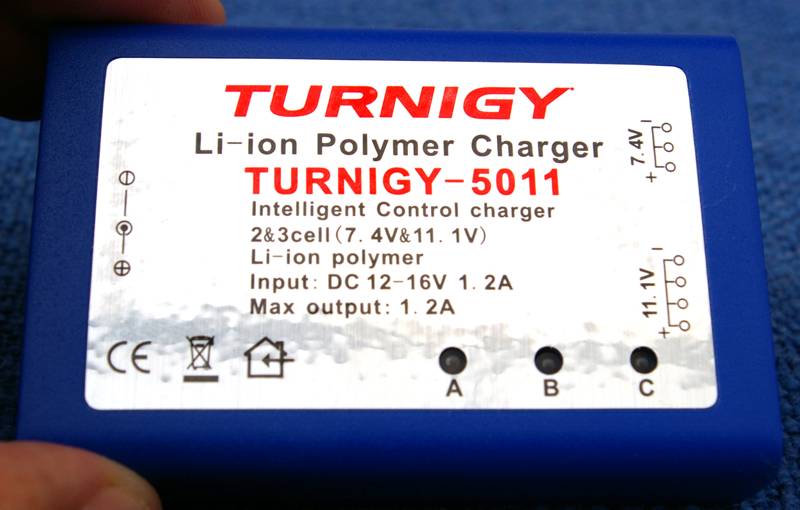 TURNIGY
Li-ion Polymer Charger
TURNIGY-5011
Intelligent Control charger
2&3cell(7.4V&11.1V)
Li-ion polymer
Input: DC 12-16V 1.2A
Max output: 1.2A
7.4V
- +
11.1V
- +
CE
A B C